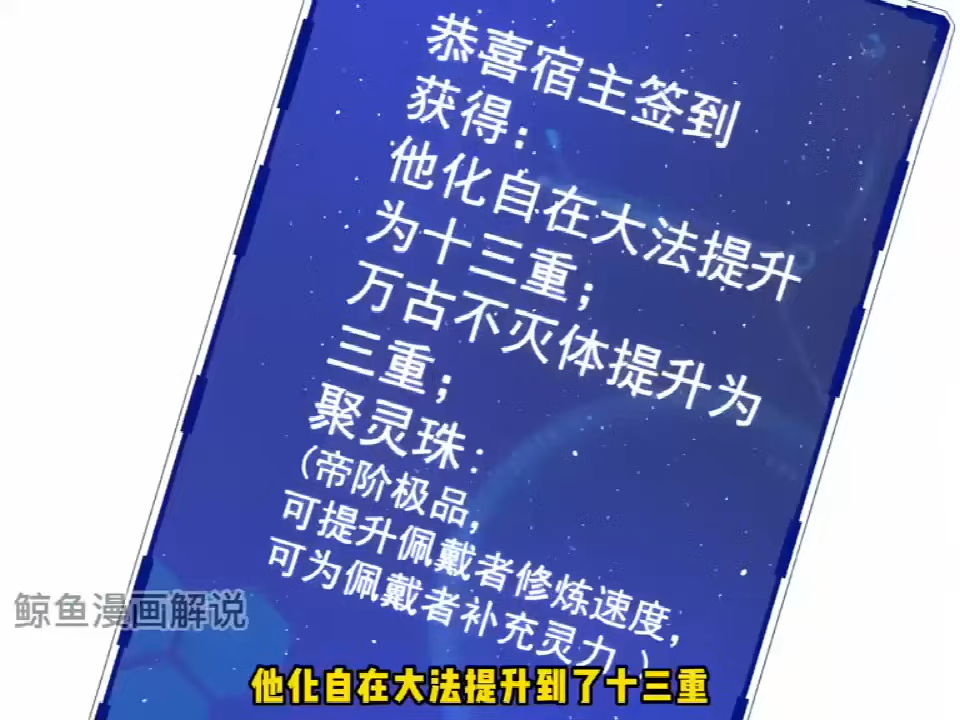 恭喜宿主签到
获得：
他化自在大法提升
为十三重；
万古不灭体提升为
三重；
聚灵珠：
（帝阶极品，
可提升佩戴者修炼速度，
可为佩戴者补充灵力）
鲸鱼漫画解说
他化自在大法提升到了十三重